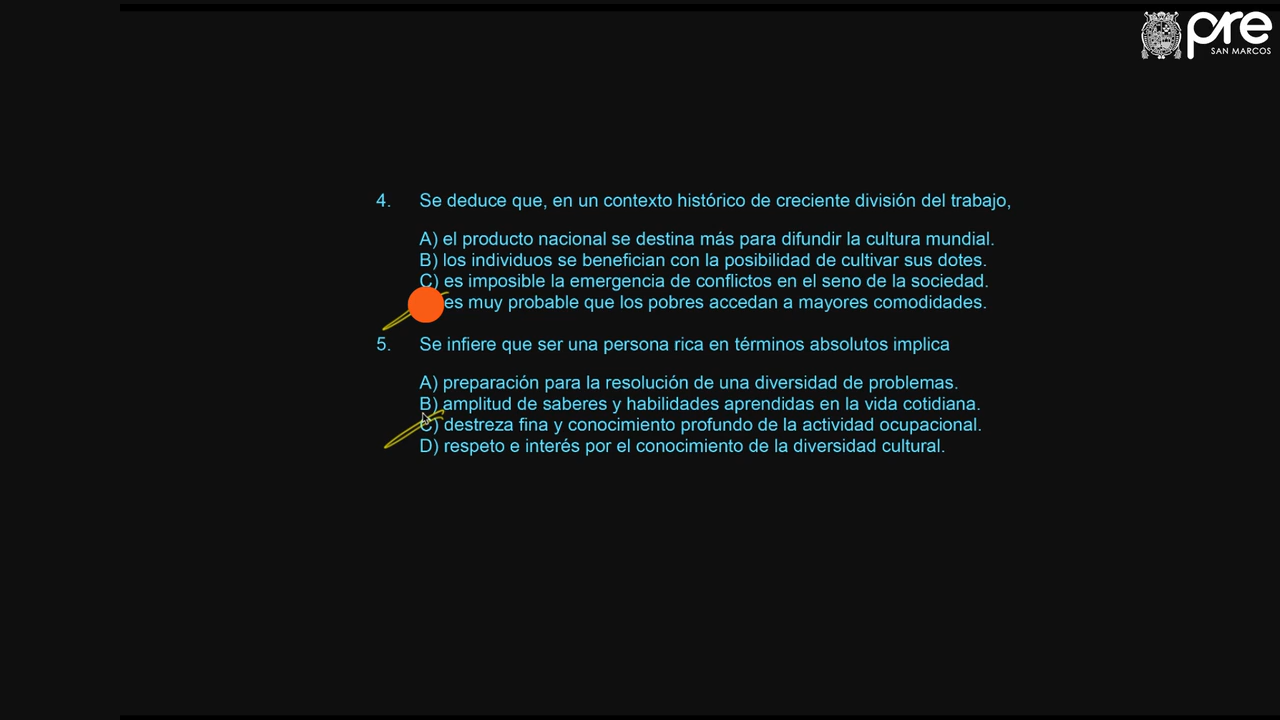 pre
SAN MARCOS
4. Se deduce que, en un contexto histórico de creciente división del trabajo,
A) el producto nacional se destina más para difundir la cultura mundial.
B) los individuos se benefician con la posibilidad de cultivar sus dotes.
C) es imposible la emergencia de conflictos en el seno de la sociedad.
es muy probable que los pobres accedan a mayores comodidades.
5. Se infiere que ser una persona rica en términos absolutos implica
A) preparación para la resolución de una diversidad de problemas.
B) amplitud de saberes y habilidades aprendidas en la vida cotidiana.
C) destreza fina y conocimiento profundo de la actividad ocupacional.
D) respeto e interés por el conocimiento de la diversidad cultural.